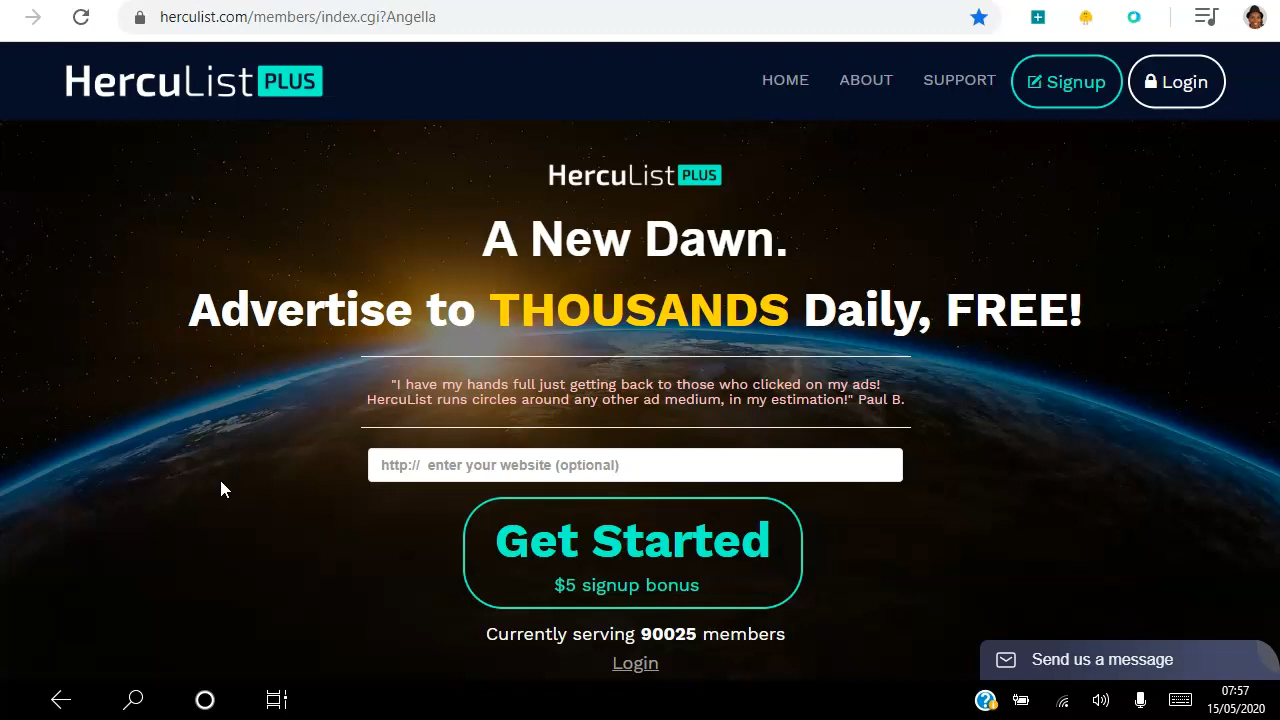 herculist.com/members/index.cgi?Angella
HercuList PLUS
HOME
ABOUT
SUPPORT
Signup
Login
HercuList PLUS
A New Dawn.
Advertise to THOUSANDS Daily, FREE!
"I have my hands full just getting back to those who clicked on my ads!
HercuList runs circles around any other ad medium, in my estimation!" Paul B.
http:// enter your website (optional)
Get Started
$5 signup bonus
Currently serving 90025 members
Login
Send us a message
07:57
15/05/2020